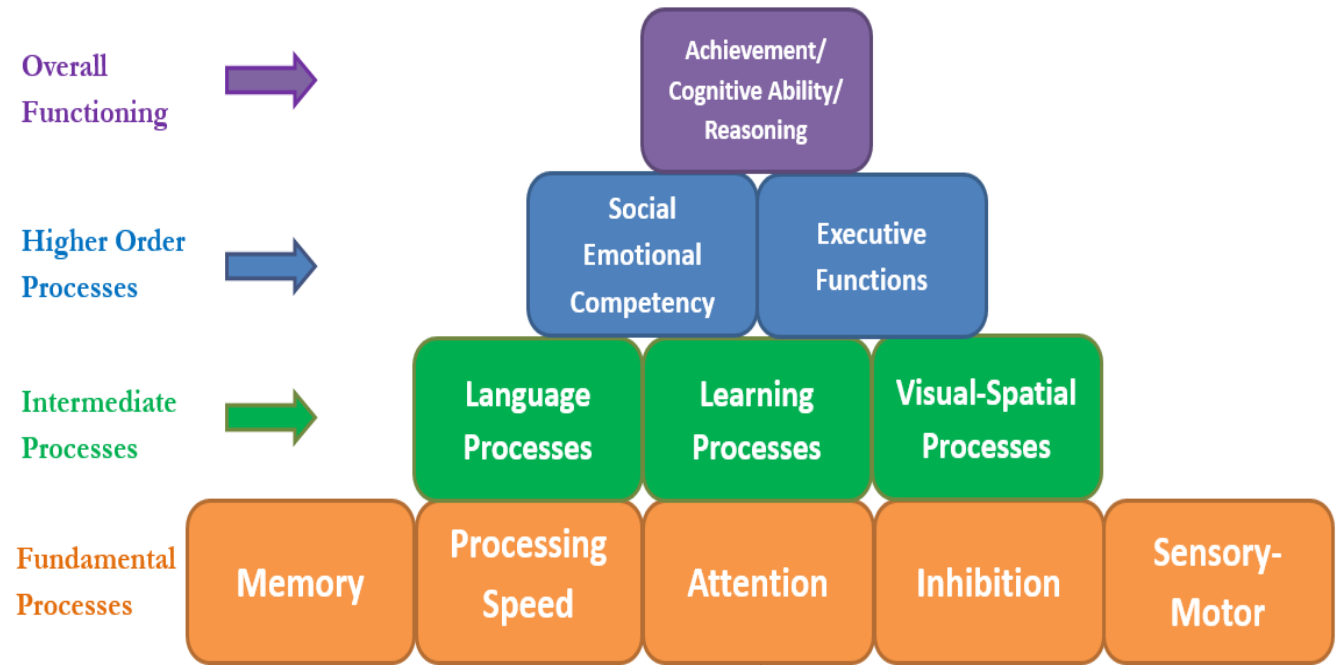 Overall
Functioning
Achievement/
Cognitive Ability/
Reasoning
Higher Order
Processes
Social
Emotional
Competency
Executive
Functions
Intermediate
Processes
Language
Processes
Learning
Processes
Visual-Spatial
Processes
Fundamental
Processes
Memory
Processing
Speed
Attention
Inhibition
Sensory-
Motor